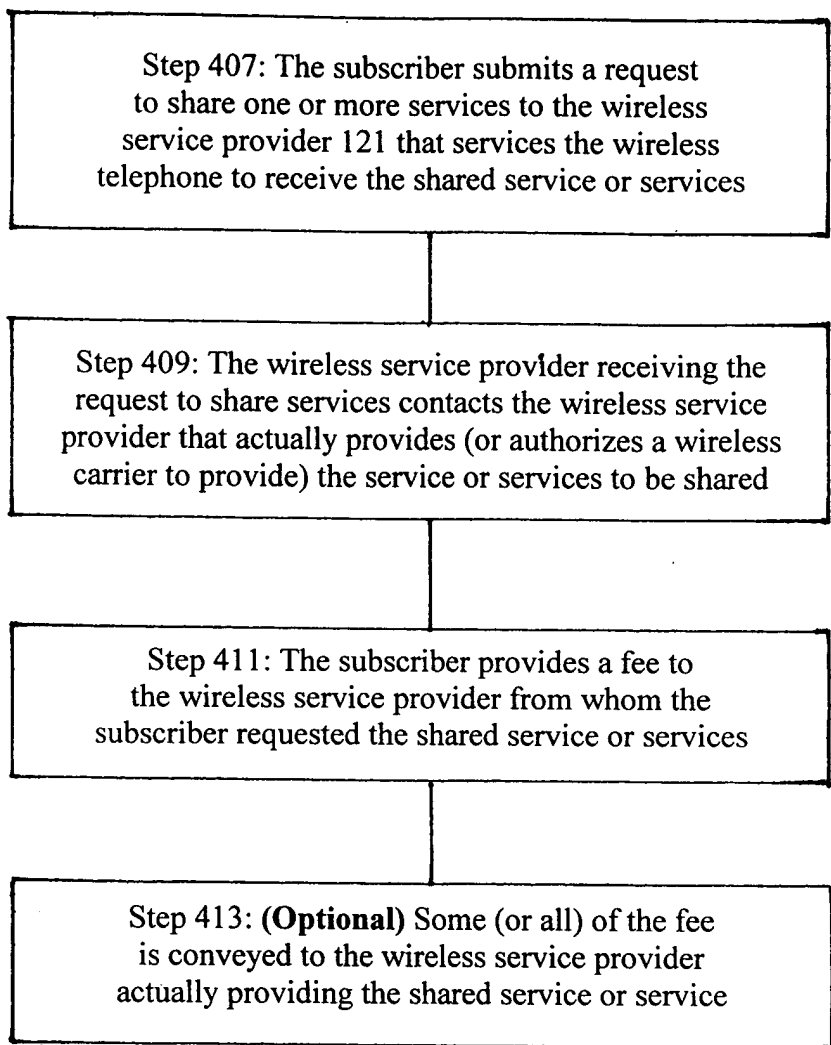 Step 407: The subscriber submits a request
to share one or more services to the wireless
service provider 121 that services the wireless
telephone to receive the shared service or services
Step 409: The wireless service provider receiving the
request to share services contacts the wireless service
provider that actually provides (or authorizes a wireless
carrier to provide) the service or services to be shared
Step 411: The subscriber provides a fee to
the wireless service provider from whom the
subscriber requested the shared service or services
Step 413: (Optional) Some (or all) of the fee
is conveyed to the wireless service provider
actually providing the shared service or service